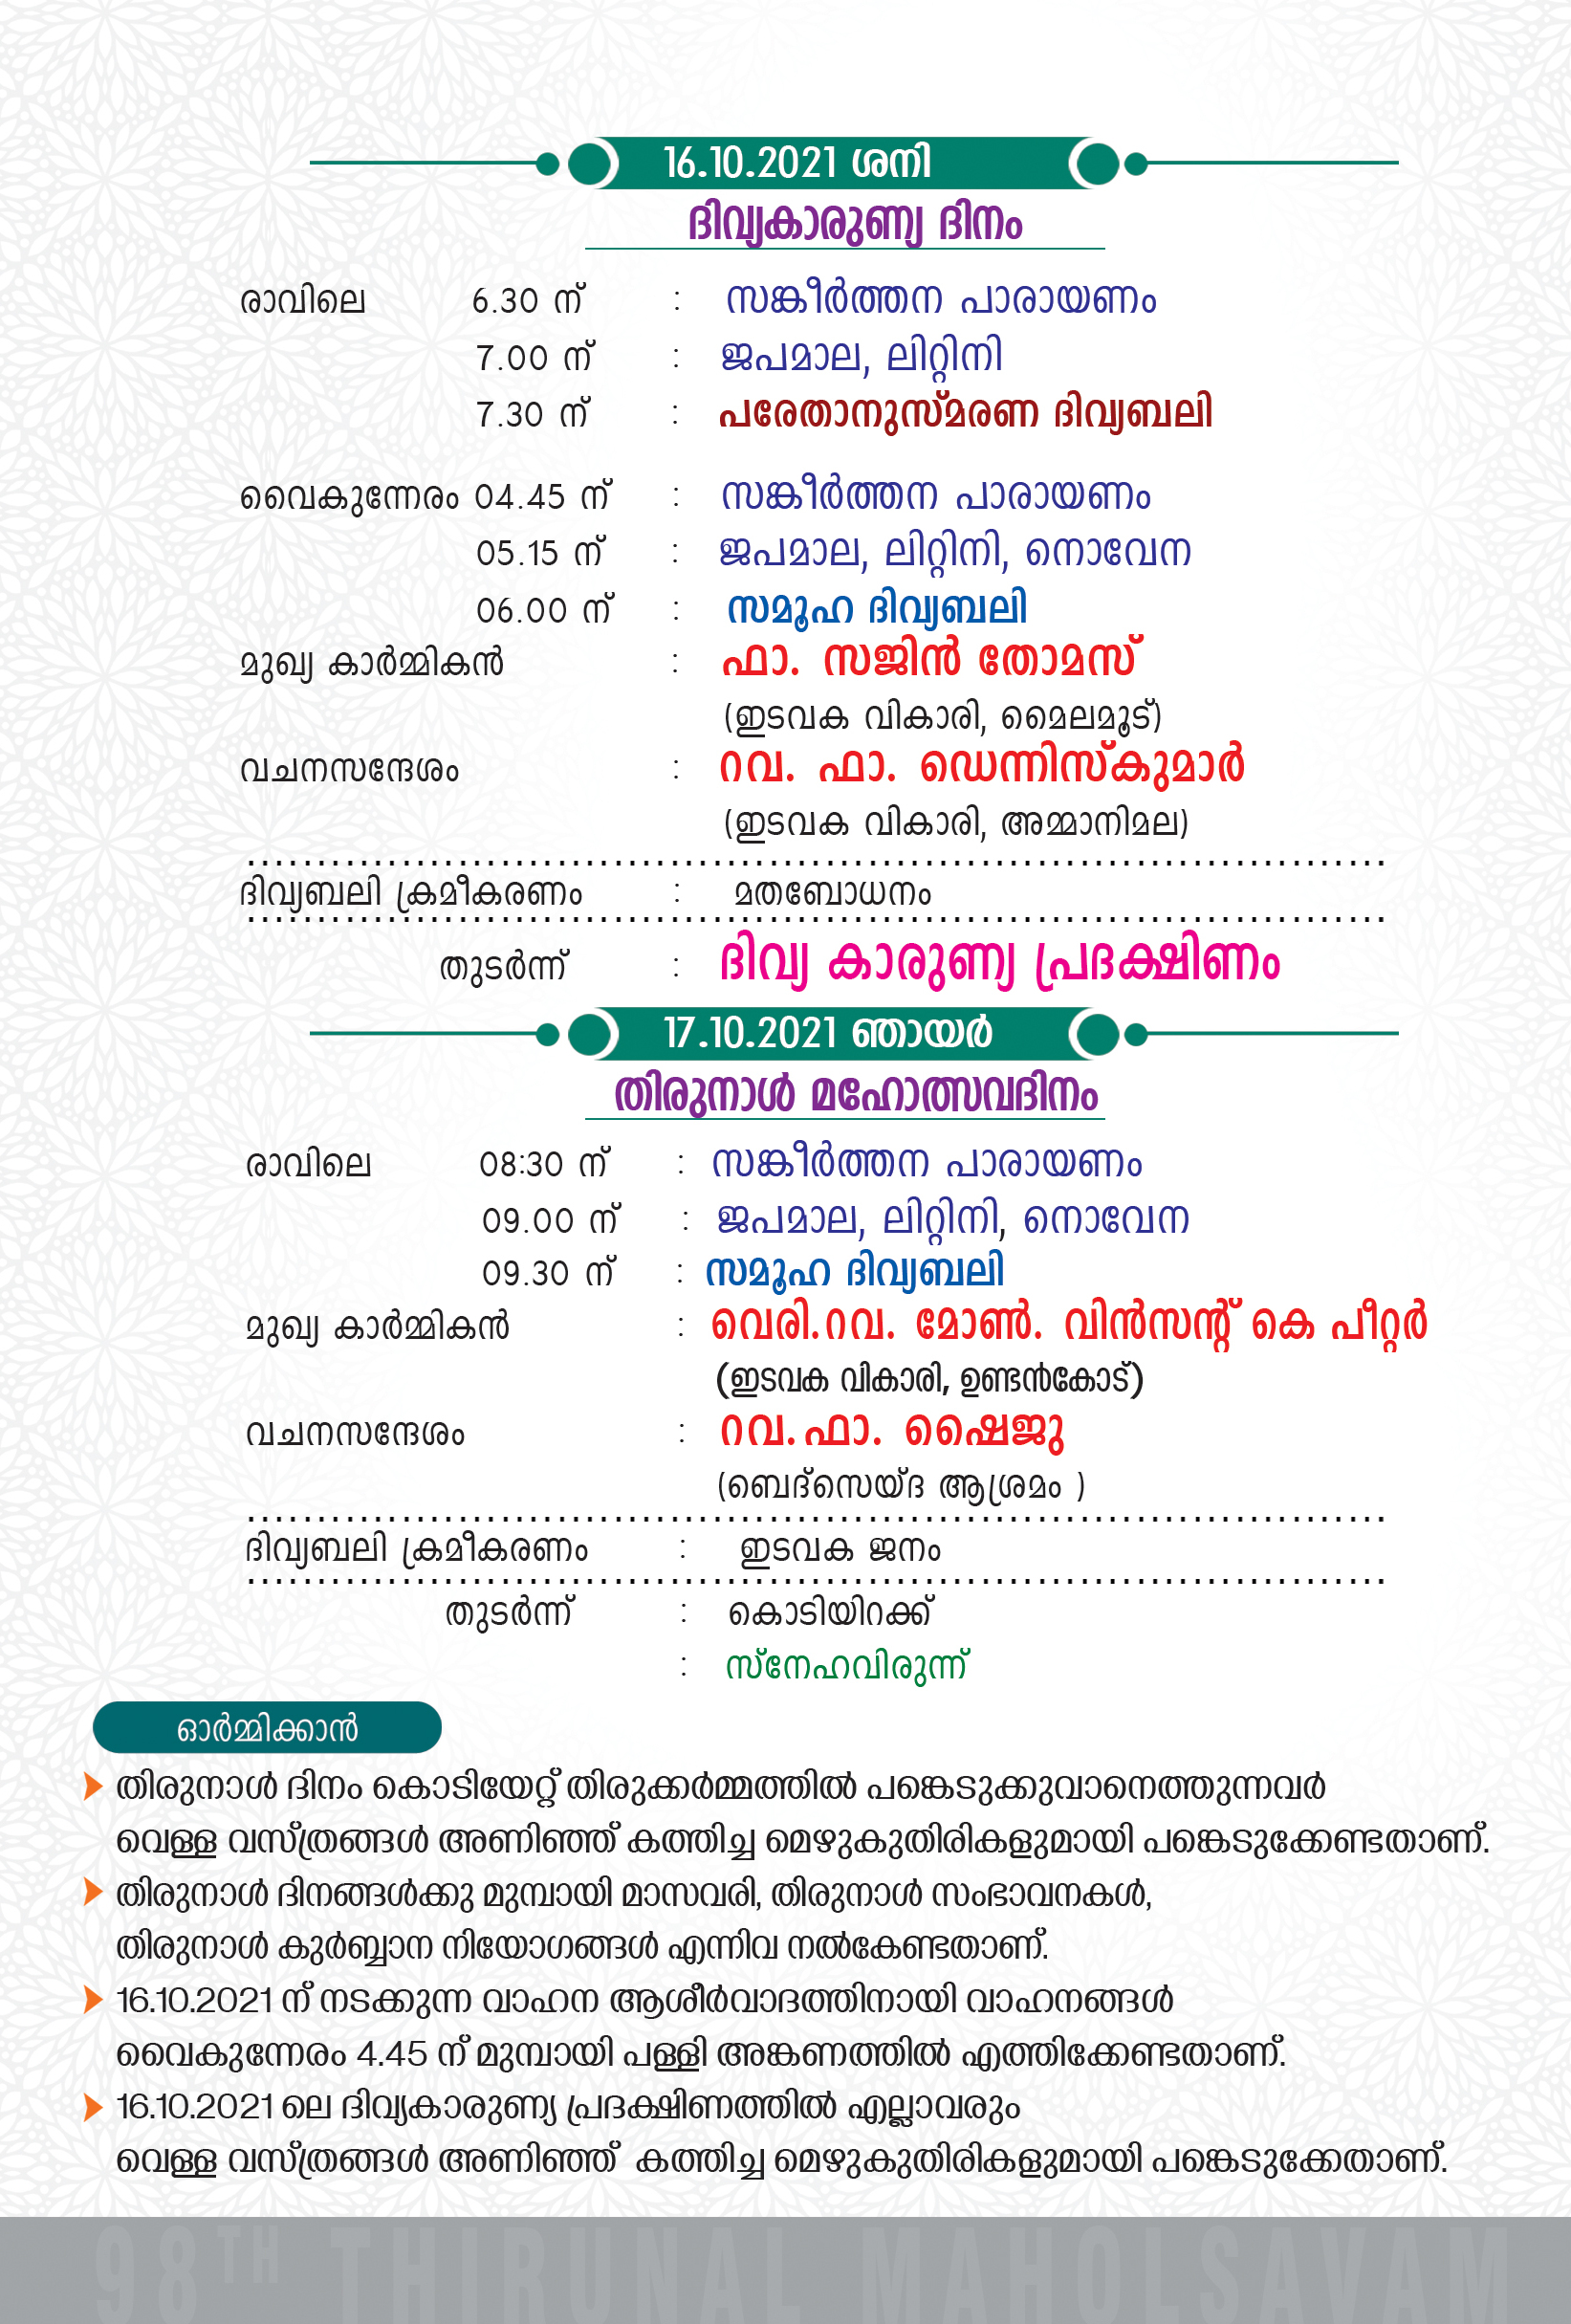 16.10.2021 ശനി
ദിവ്യകാരുണ്യ ദിനം
രാവിലെ 6.30 ന് : സങ്കീർത്തന പാരായണം
7.00 ന് : ജപമാല, ലിറ്റിനി
7.30 ന് : പരേതാനുസ്മരണ ദിവ്യബലി
വൈകുന്നേരം 04.45 ന് : സങ്കീർത്തന പാരായണം
05.15 ന് : ജപമാല, ലിറ്റിനി, നൊവേന
06.00 ന് : സമൂഹ ദിവ്യബലി
മുഖ്യ കാർമ്മികൻ : ഫാ. സജിൻ തോമസ്
(ഇടവക വികാരി, മൈലമൂട്)
വചനസന്ദേശം : റവ. ഫാ. ഡെന്നിസ്കുമാർ
(ഇടവക വികാരി, അമ്മാനിമല)
ദിവ്യബലി ക്രമീകരണം : മതബോധനം
തുടർന്ന് : ദിവ്യ കാരുണ്യ പ്രദക്ഷിണം
17.10.2021 ഞായർ
തിരുനാൾ മഹോത്സവദിനം
രാവിലെ 08:30 ന് : സങ്കീർത്തന പാരായണം
09.00 ന് : ജപമാല, ലിറ്റിനി, നൊവേന
09.30 ന് : സമൂഹ ദിവ്യബലി
മുഖ്യ കാർമ്മികൻ : വെരി.റവ. മോൺ. വിൻസന്റ് കെ പീറ്റർ
(ഇടവക വികാരി, ഉണ്ടൻകോട്)
വചനസന്ദേശം : റവ.ഫാ. ഷൈജു
(ബെദ്സെയ്ദ ആശ്രമം )
ദിവ്യബലി ക്രമീകരണം : ഇടവക ജനം
തുടർന്ന് : കൊടിയിറക്ക്
: സ്നേഹവിരുന്ന്
ഓർമ്മിക്കാൻ
തിരുനാൾ ദിനം കൊടിയേറ്റ് തിരുക്കർമ്മത്തിൽ പങ്കെടുക്കുവാനെത്തുന്നവർ
വെള്ള വസ്ത്രങ്ങൾ അണിഞ്ഞ് കത്തിച്ച മെഴുകുതിരികളുമായി പങ്കെടുക്കേണ്ടതാണ്.
തിരുനാൾ ദിനങ്ങൾക്കു മുമ്പായി മാസവരി, തിരുനാൾ സംഭാവനകൾ,
തിരുനാൾ കുർബ്ബാന നിയോഗങ്ങൾ എന്നിവ നൽകേണ്ടതാണ്.
16.10.2021 ന് നടക്കുന്ന വാഹന ആശീർവാദത്തിനായി വാഹനങ്ങൾ
വൈകുന്നേരം 4.45 ന് മുമ്പായി പള്ളി അങ്കണത്തിൽ എത്തിക്കേണ്ടതാണ്.
16.10.2021 ലെ ദിവ്യകാരുണ്യ പ്രദക്ഷിണത്തിൽ എല്ലാവരും
വെള്ള വസ്ത്രങ്ങൾ അണിഞ്ഞ് കത്തിച്ച മെഴുകുതിരികളുമായി പങ്കെടുക്കേതാണ്.
98TH THIRUNAL MAHOLSAVAM